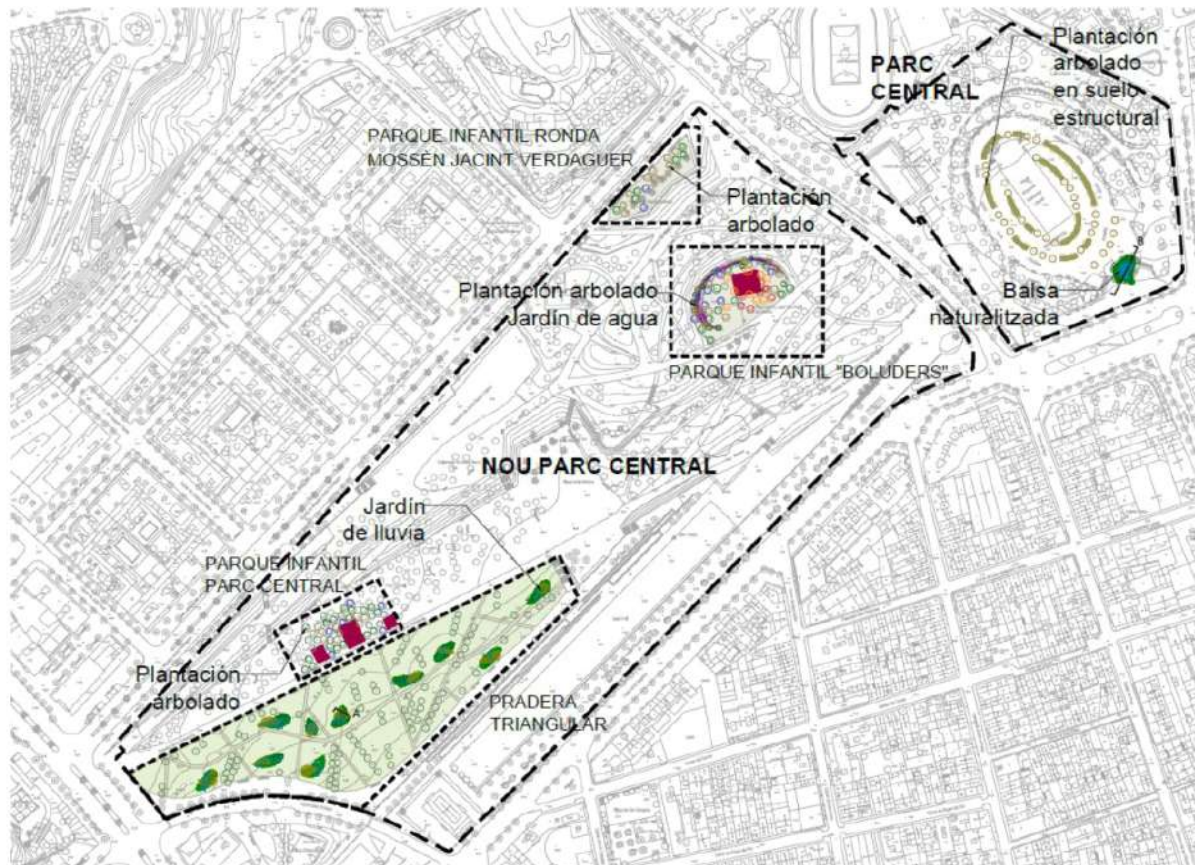 Plantación
arbolado
en suelo
estructural
PARC
CENTRAL
PARQUE INFANTIL RONDA
MOSSÈN JACINT VERDAGUER
Plantación
arbolado
Plantación arbolado
Jardín de agua
Balsa
naturalitzada
B
PARQUE INFANTIL "BOLUDERS"
NOU PARC CENTRAL
Jardín
de lluvia
PARQUE INFANTIL
PARC CENTRAL
Plantación
arbolado
PRADERA
TRIANGULAR
A